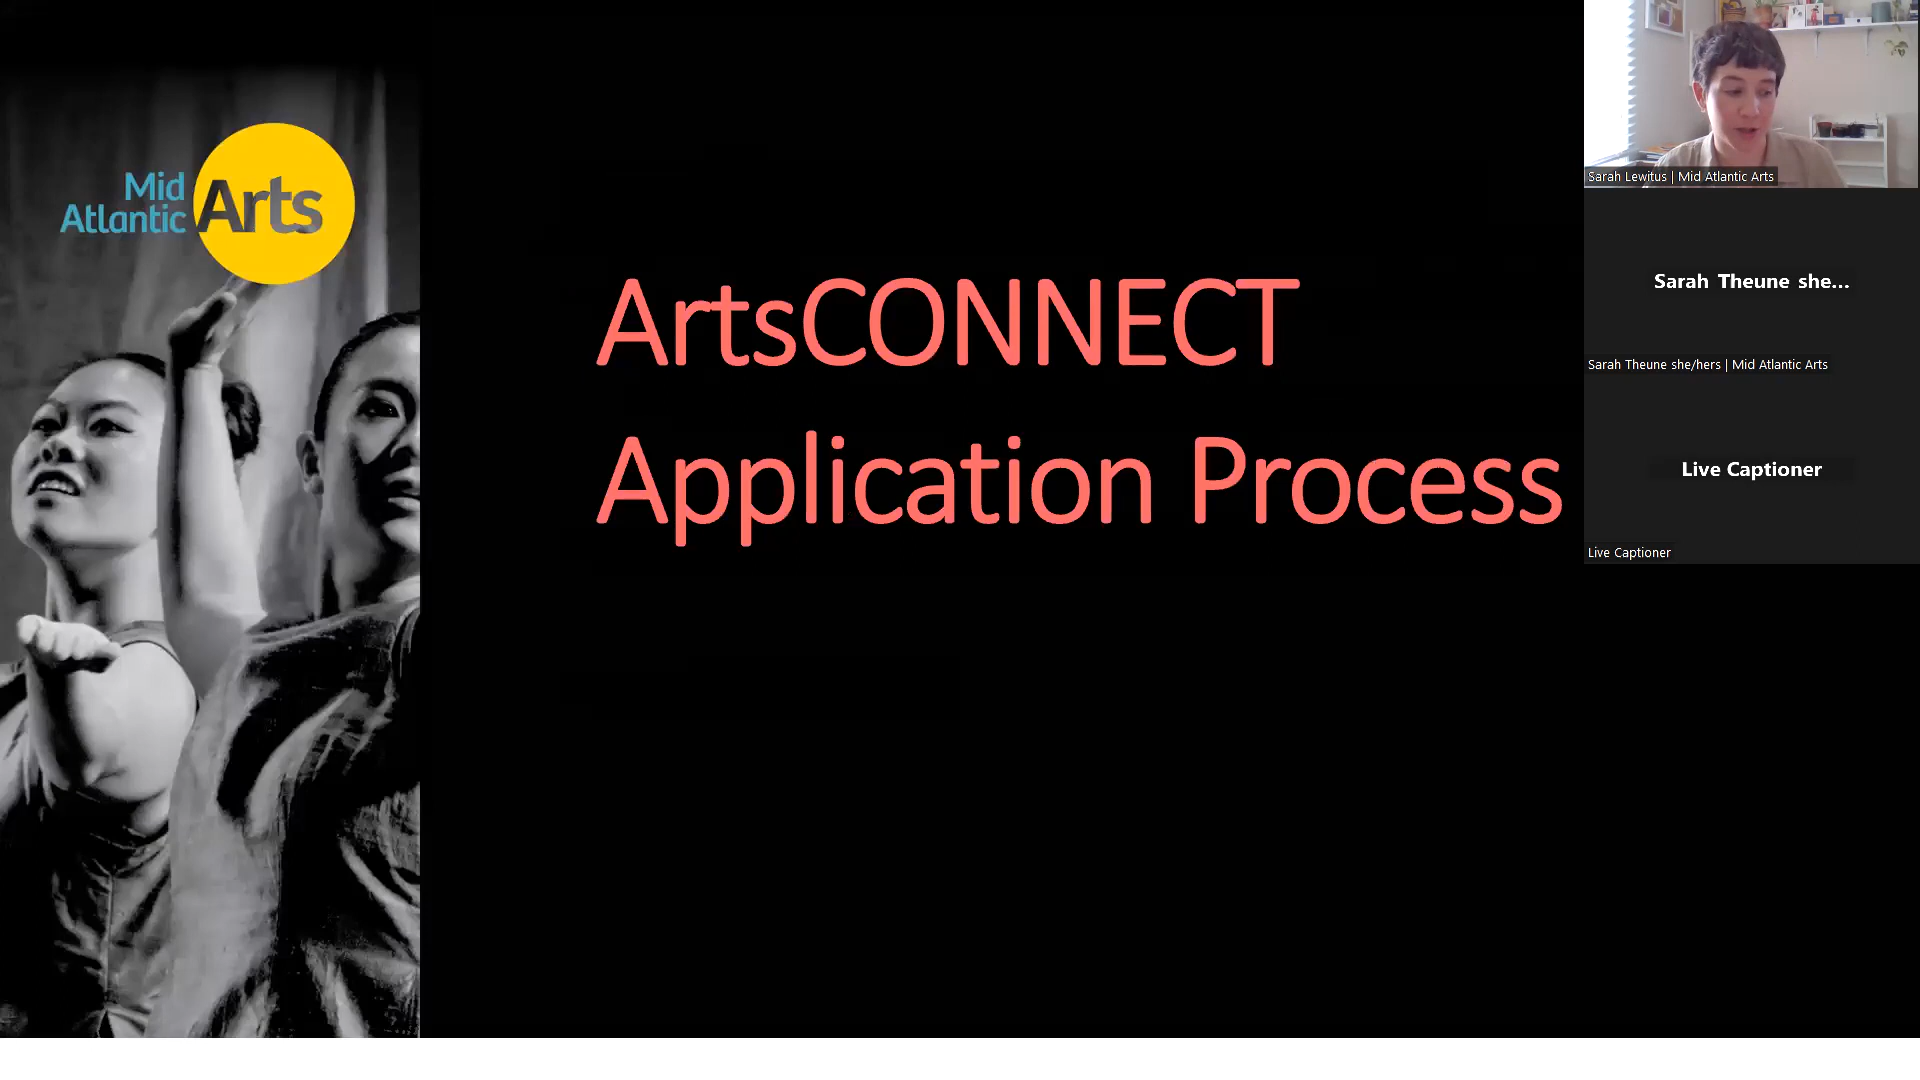 Mid
Atlantic
Arts
ArtsCONNECT
Application Process
Sarah Lewitus | Mid Atlantic Arts
Sarah Theune she...
Sarah Theune she/hers | Mid Atlantic Arts
Live Captioner
Live Captioner